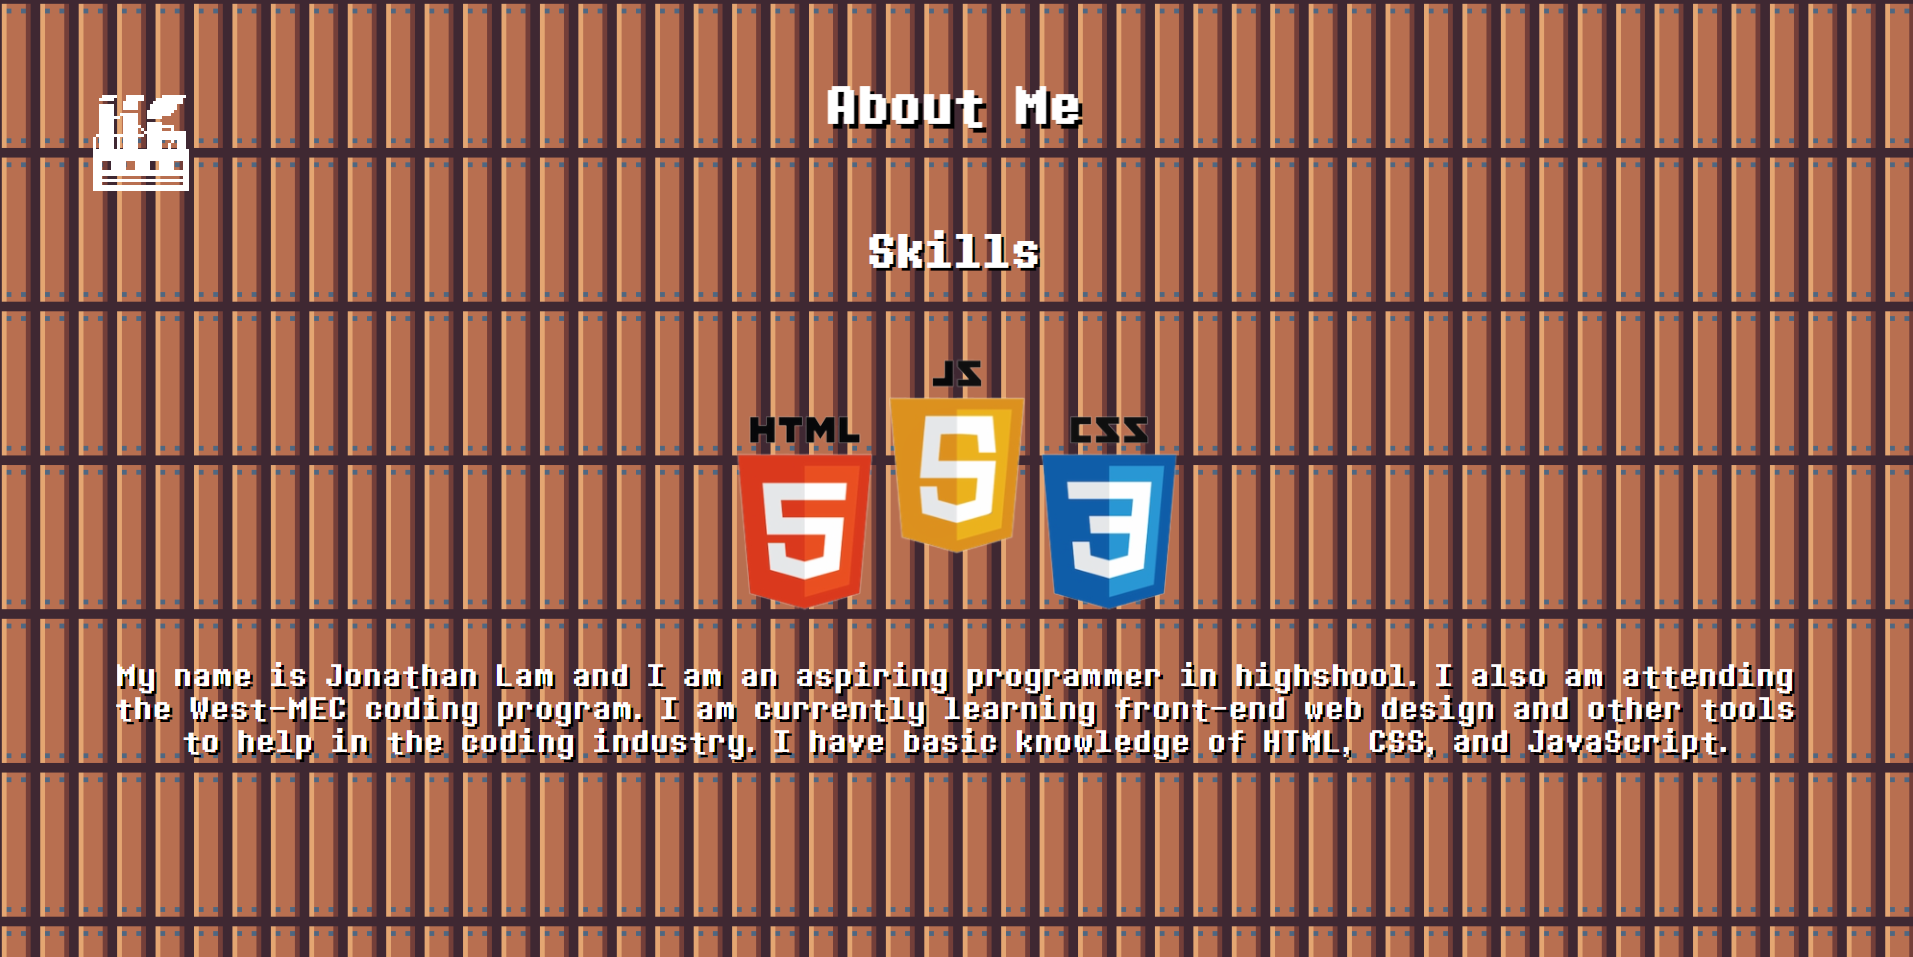 About Me
Skills
JS
HTML
CSS
5
5
3
My name is Jonathan Lam and I am an aspiring programmer in highshool. I also am attending
the West-MEC coding program. I am currently learning front-end web design and other tools
to help in the coding industry. I have basic knowledge of HTML, CSS, and JavaScript.